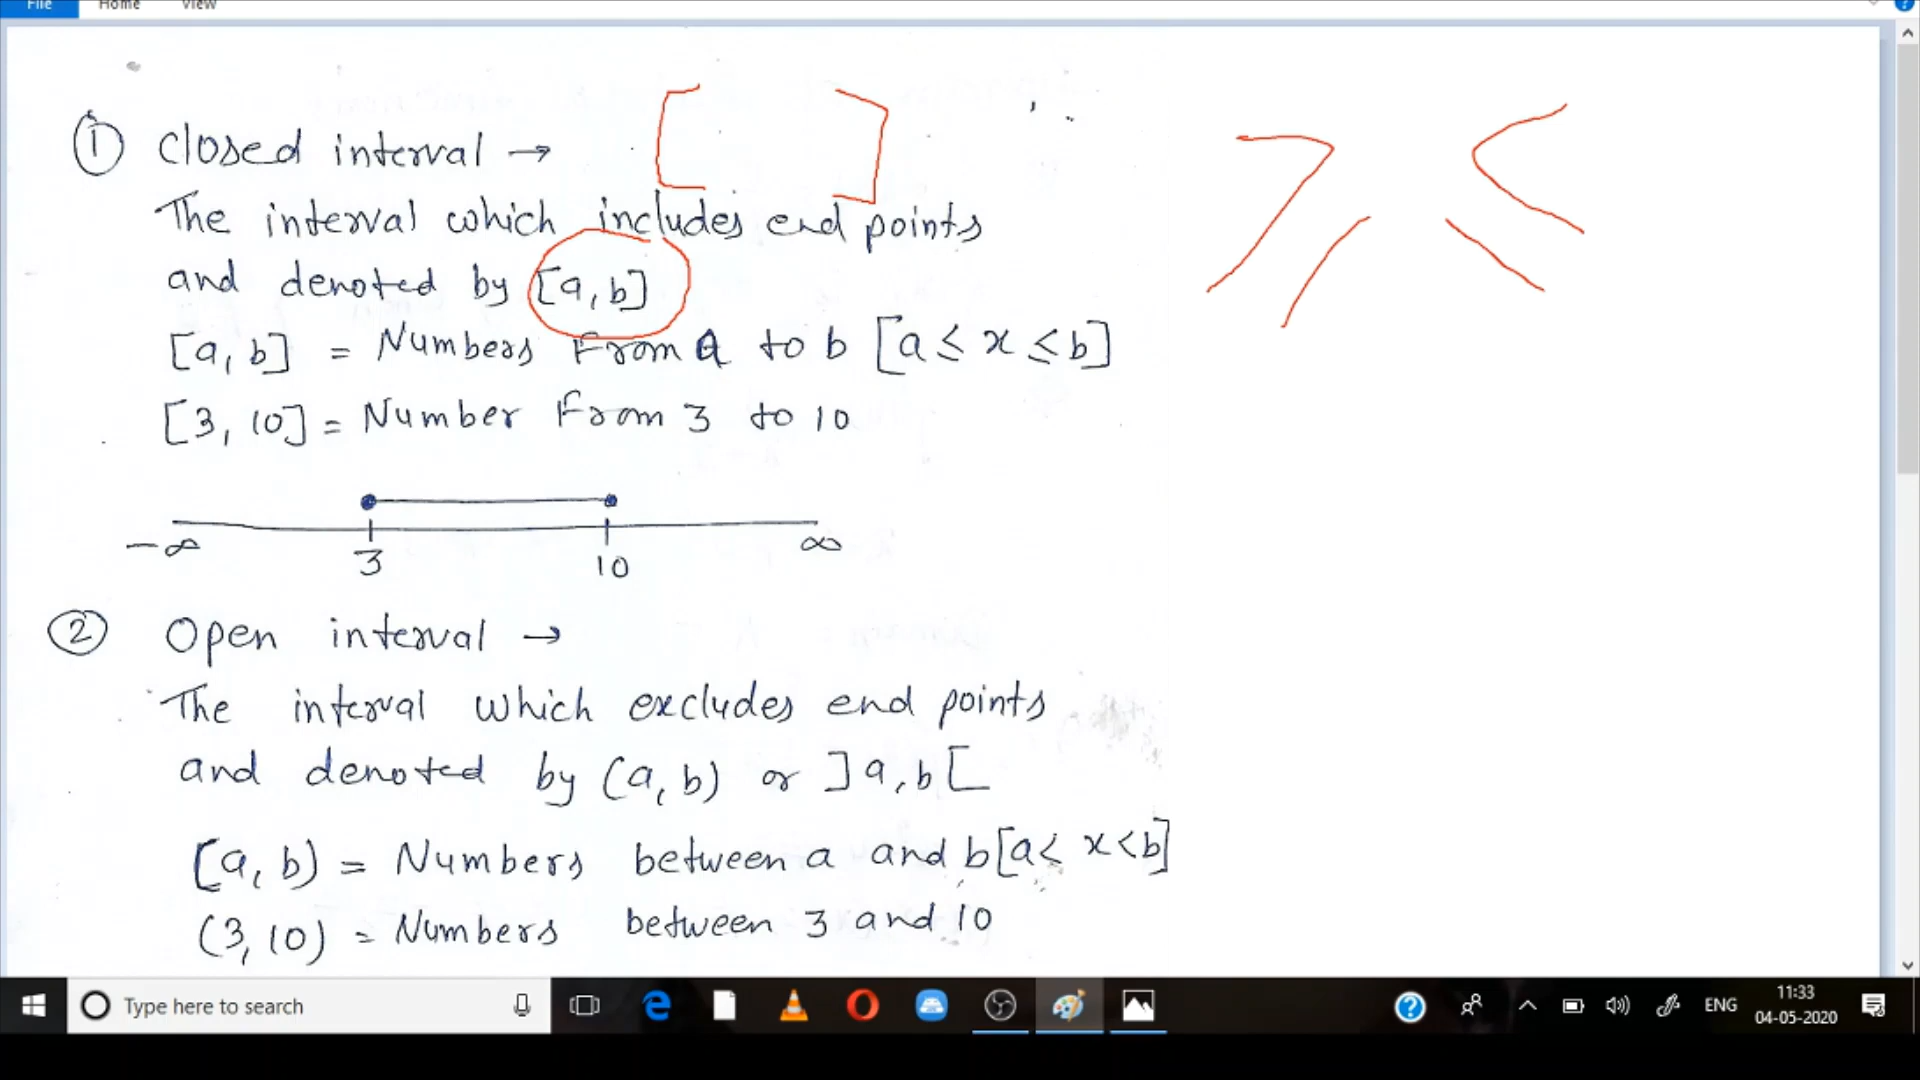 File Home View
① closed interval → [ ]
The interval which includes end points
and denoted by [a, b]
[a, b] = Numbers From a to b [a ≤ x ≤ b]
[3, 10] = Number From 3 to 10
-∞ 3 10 ∞
② Open interval →
The interval which excludes end points
and denoted by (a, b) or ]a, b[
[a, b) = Numbers between a and b [a < x < b]
(3, 10) = Numbers between 3 and 10
≥ ≤
Type here to search
ENG
11:33
04-05-2020